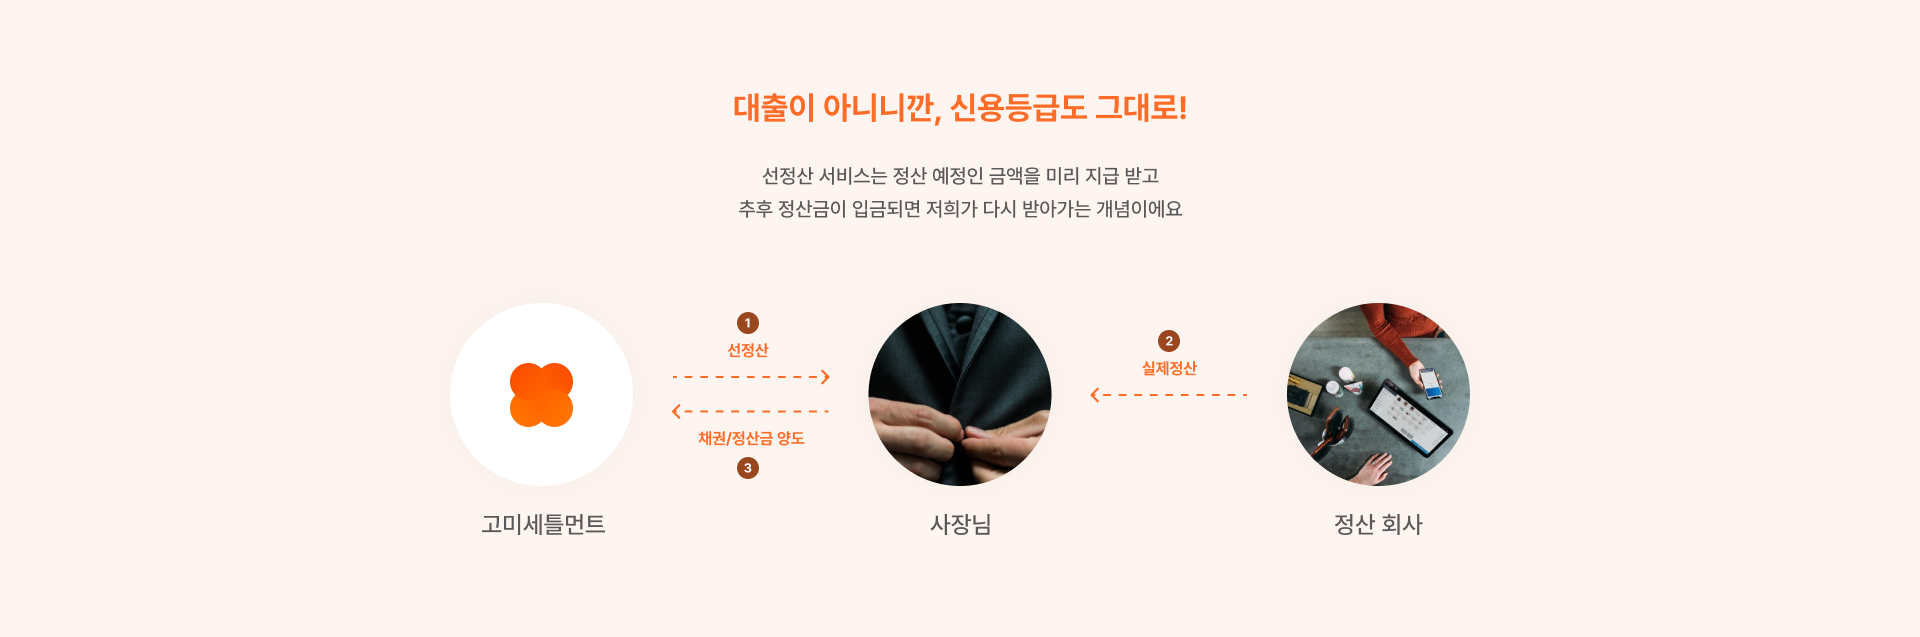 대출이 아니니깐, 신용등급도 그대로!
선정산 서비스는 정산 예정인 금액을 미리 지급 받고
추후 정산금이 입금되면 저희가 다시 받아가는 개념이에요
1
선정산
채권/정산금 양도
3
2
실제정산
고미세틀먼트
사장님
정산 회사